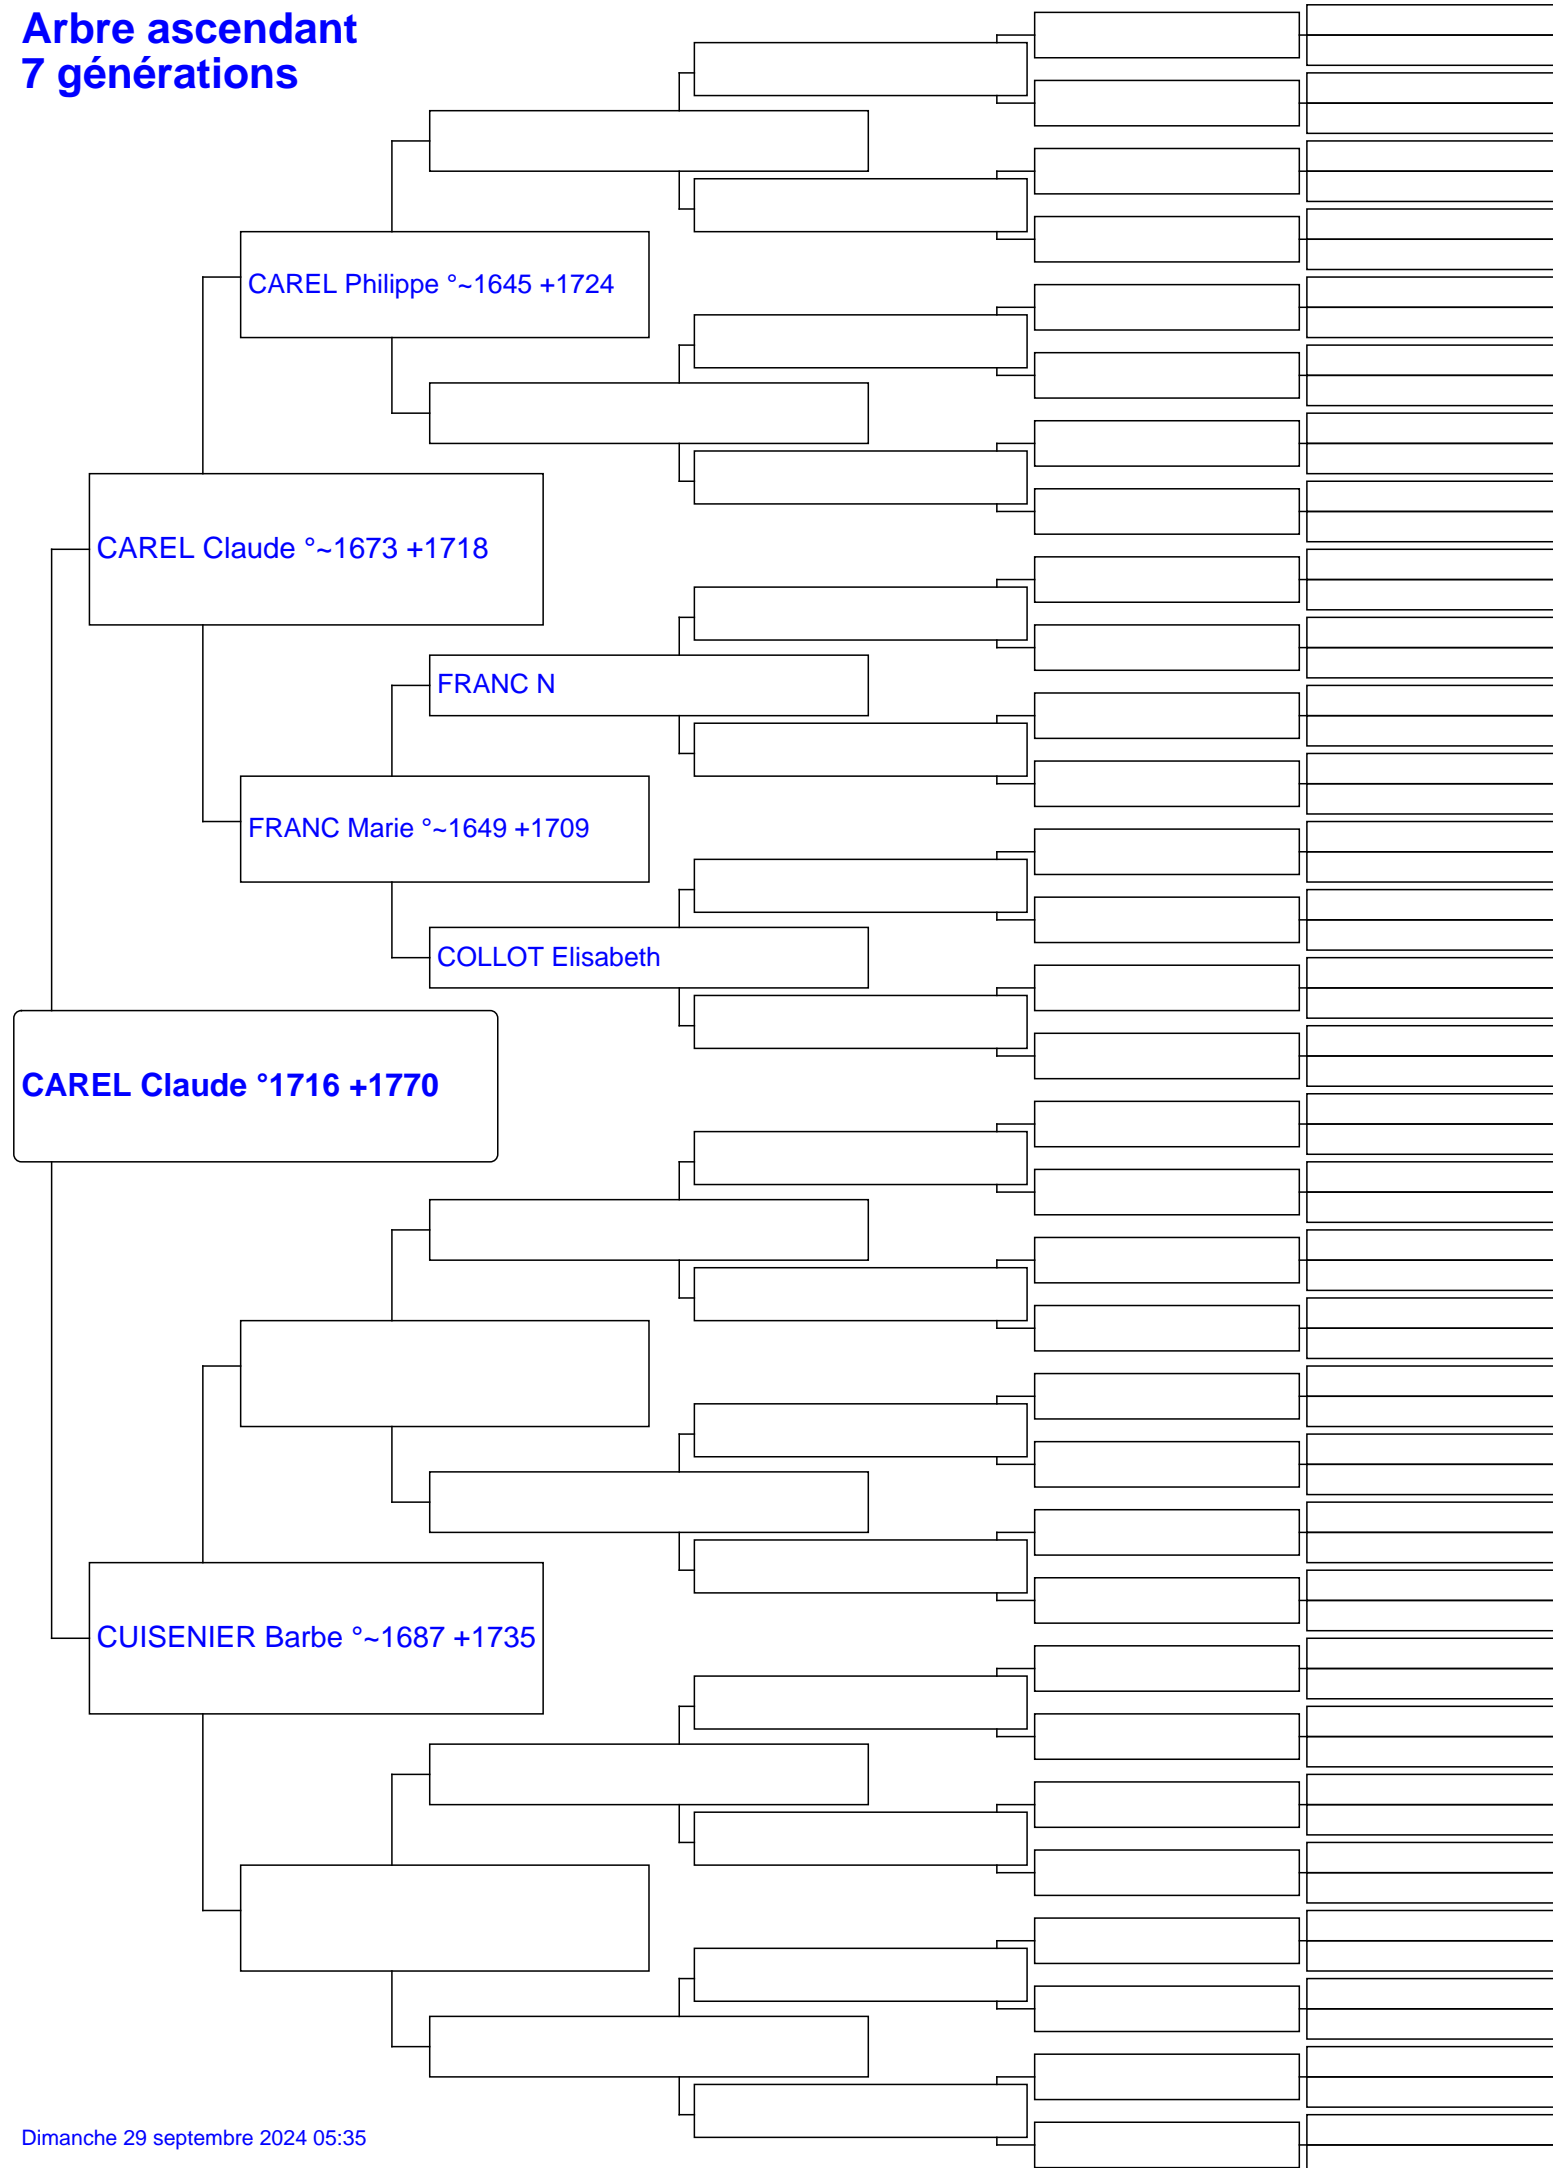 Arbre ascendant
7 générations
CAREL Philippe °~1645 +1724
CAREL Claude °~1673 +1718
FRANC N
FRANC Marie °~1649 +1709
COLLOT Elisabeth
CAREL Claude °1716 +1770
CUISENIER Barbe °~1687 +1735
Dimanche 29 septembre 2024 05:35